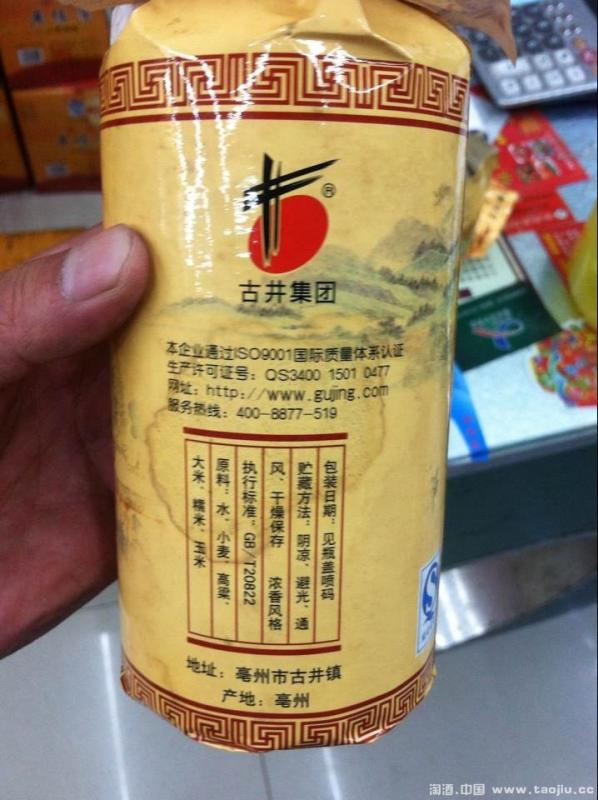 ®
古井集团
本企业通过ISO9001国际质量体系认证
生产许可证号：QS3400 1501 0477
网址：http://www.gujing.com
服务热线：400-8877-519
包装日期：见瓶盖喷码
贮藏方法：阴凉、避光、通
风、干燥保存 浓香风格
执行标准：GB/T20822
原料：水、小麦、高粱、
大米、糯米、玉米
地址：亳州市古井镇
产地：亳州
淘酒.中国 www.taojiu.cc